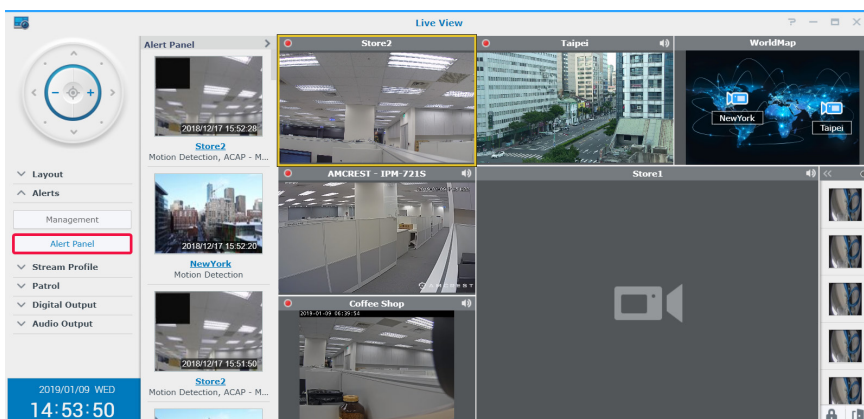 Live View
Alert Panel
Store2
Taipei
WorldMap
2018/12/17 15:52:28
Store2
Motion Detection, ACAP - M...
NewYork
Taipei
Layout
Alerts
Management
Alert Panel
Stream Profile
Patrol
Digital Output
Audio Output
AMCREST - IPM-721S
Store1
2018/12/17 15:52:20
NewYork
Motion Detection
AMCREST
Coffee Shop
2019-01-09 06:39:54
2018/12/17 15:51:50
Store2
Motion Detection, ACAP - M...
2019/01/09 WED
14:53:50